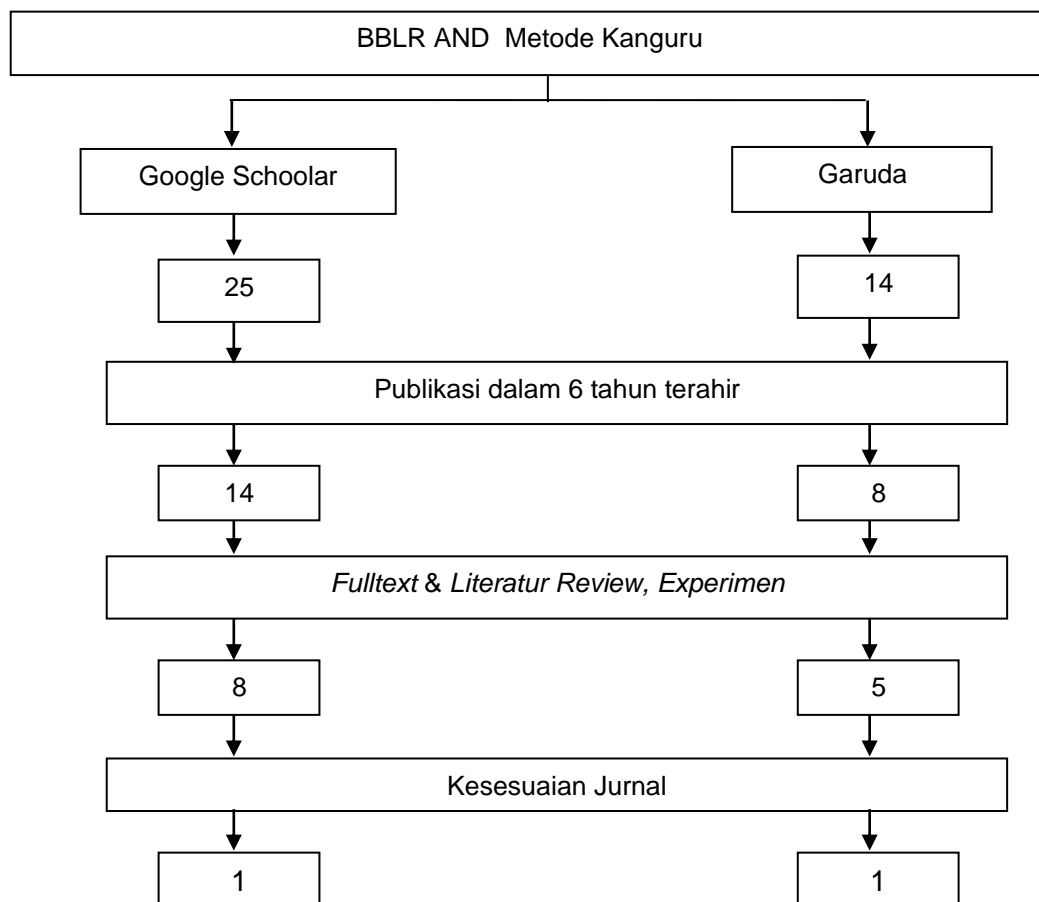 BBLR AND Metode Kanguru
Google Schoolar
Garuda
25
14
Publikasi dalam 6 tahun terahir
14
8
Fulltext & Literatur Review, Experimen
8
5
Kesesuaian Jurnal
1
1